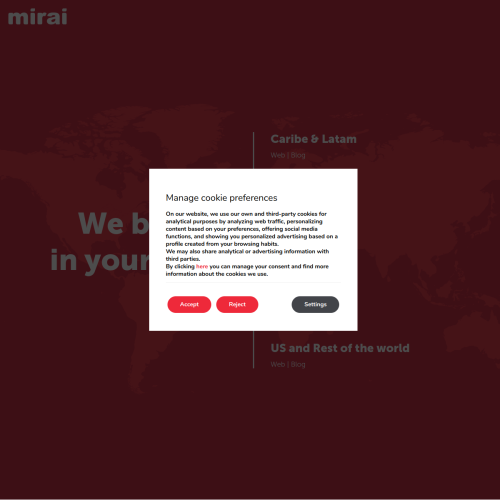 mirai
Caribe & Latam
Web | Blog
We b
in your
Manage cookie preferences
On our website, we use our own and third-party cookies for
analytical purposes by analyzing web traffic, personalizing
content based on your preferences, offering social media
functions, and showing you personalized advertising based on a
profile created from your browsing habits.
We may also share analytical or advertising information with
third parties.
By clicking here you can manage your consent and find more
information about the cookies we use.
Accept
Reject
Settings
US and Rest of the world
Web | Blog